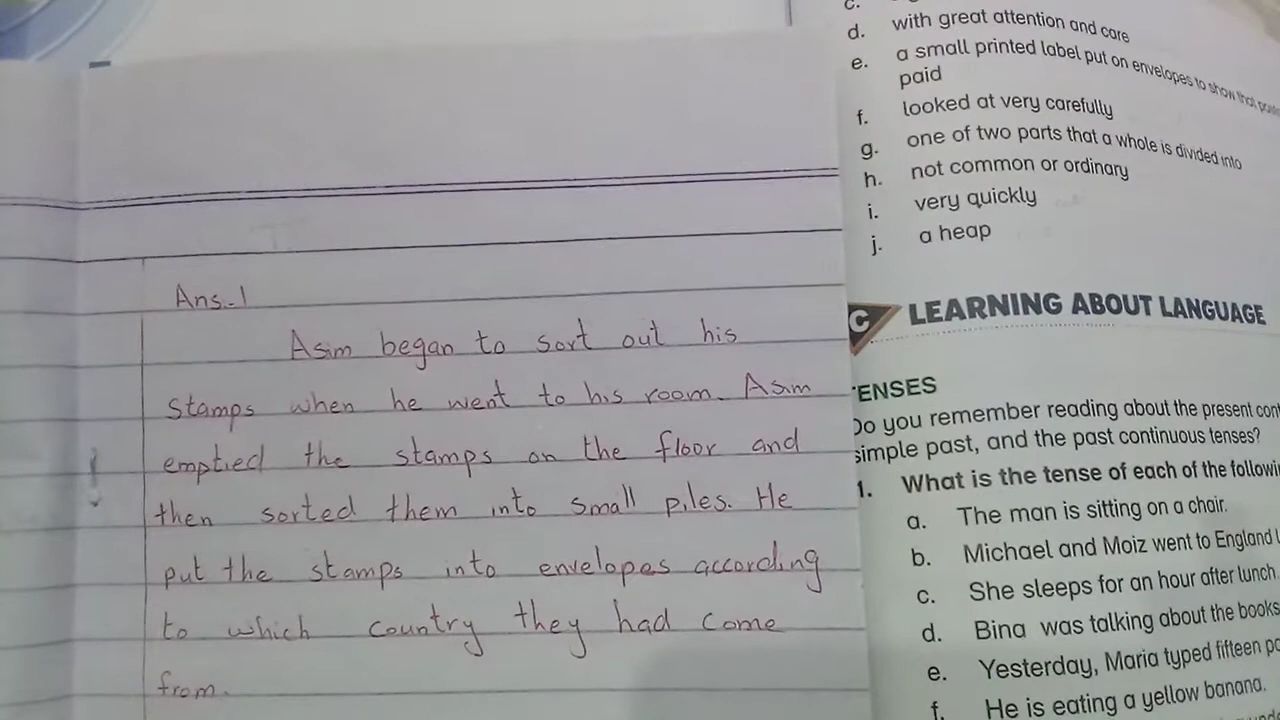 Ans-1
Asim began to sort out his
stamps when he went to his room. Asim
emptied the stamps on the floor and
then sorted them into small piles. He
put the stamps into envelopes according
to which country they had come
from.
c.
d. with great attention and care
e. a small printed label put on envelopes to show that
paid
f. looked at very carefully
g. one of two parts that a whole is divided into
h. not common or ordinary
i. very quickly
j. a heap
C LEARNING ABOUT LANGUAGE
ENSES
Do you remember reading about the present
simple past, and the past continuous tenses?
1. What is the tense of each of the
a. The man is sitting on a chair.
b. Michael and Moiz went to England
c. She sleeps for an hour after lunch.
d. Bina was talking about the books
e. Yesterday, Maria typed fifteen
f. He is eating a yellow banana.